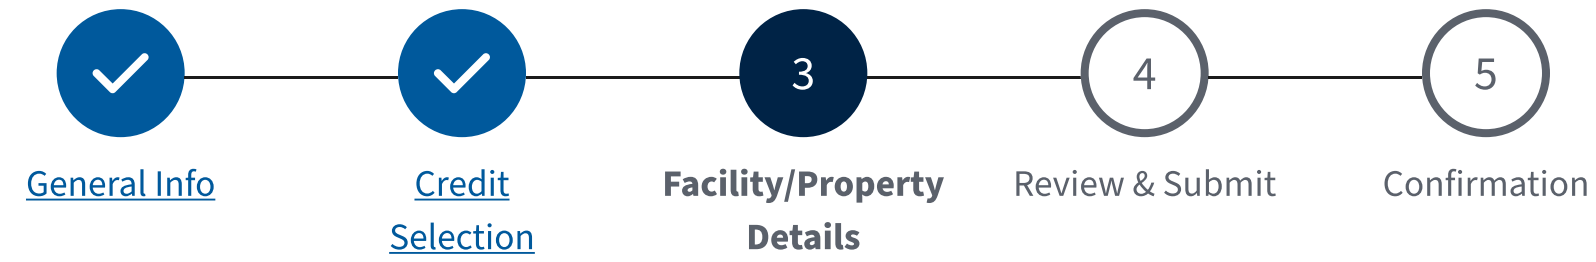 3
4
5
General Info
Credit
Selection
Facility/Property
Details
Review & Submit
Confirmation